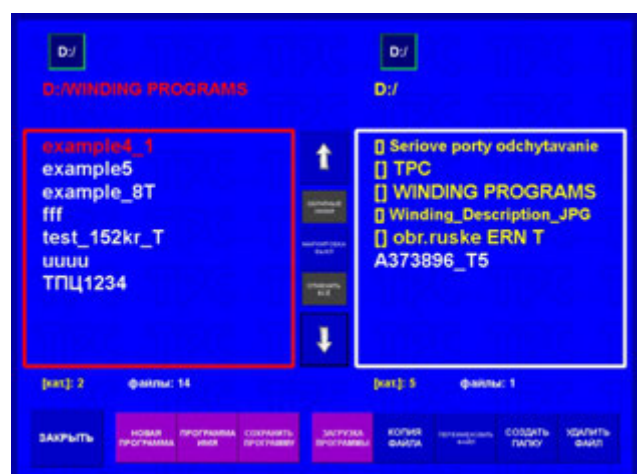 D:/
D:/
D:/WINDING PROGRAMS
D:/
example4_1
example5
example_8T
fff
test_152kr_T
uuuu
ТПЦ1234
[] Seriove porty odchytavanie
[] TPC
[] WINDING PROGRAMS
[] Winding_Description_JPG
[] obr.ruske ERN T
A373896_T5
[кат.]: 2
файлы: 14
[кат.]: 5
файлы: 1
ЗАКРЫТЬ
НОВАЯ
ПРОГРАММА
ПРОГРАММА
ИМЯ
СОХРАНИТЬ
ПРОГРАММУ
ЗАГРУЗКА
ПРОГРАММЫ
КОПИЯ
ФАЙЛА
СОЗДАТЬ
ПАПКУ
УДАЛИТЬ
ФАЙЛ